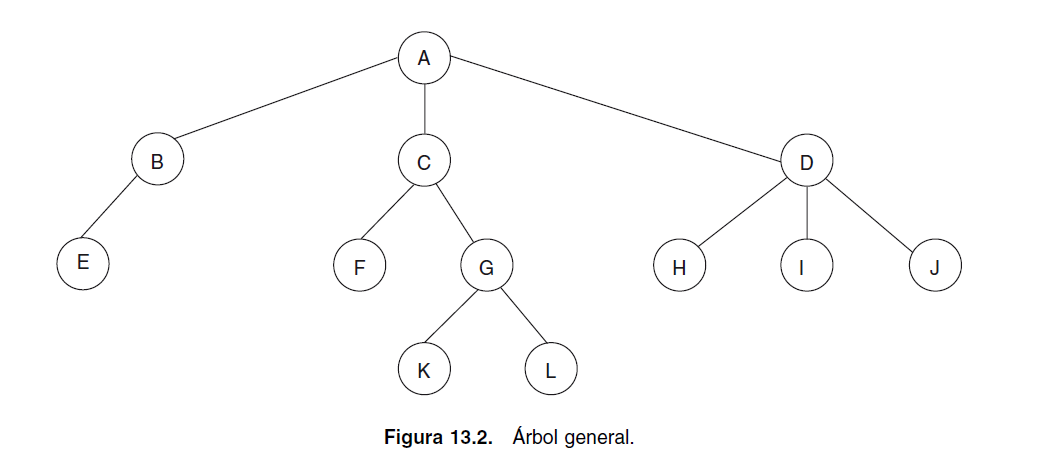 A
B C D
E F G H I J
K L
Figura 13.2. Árbol general.